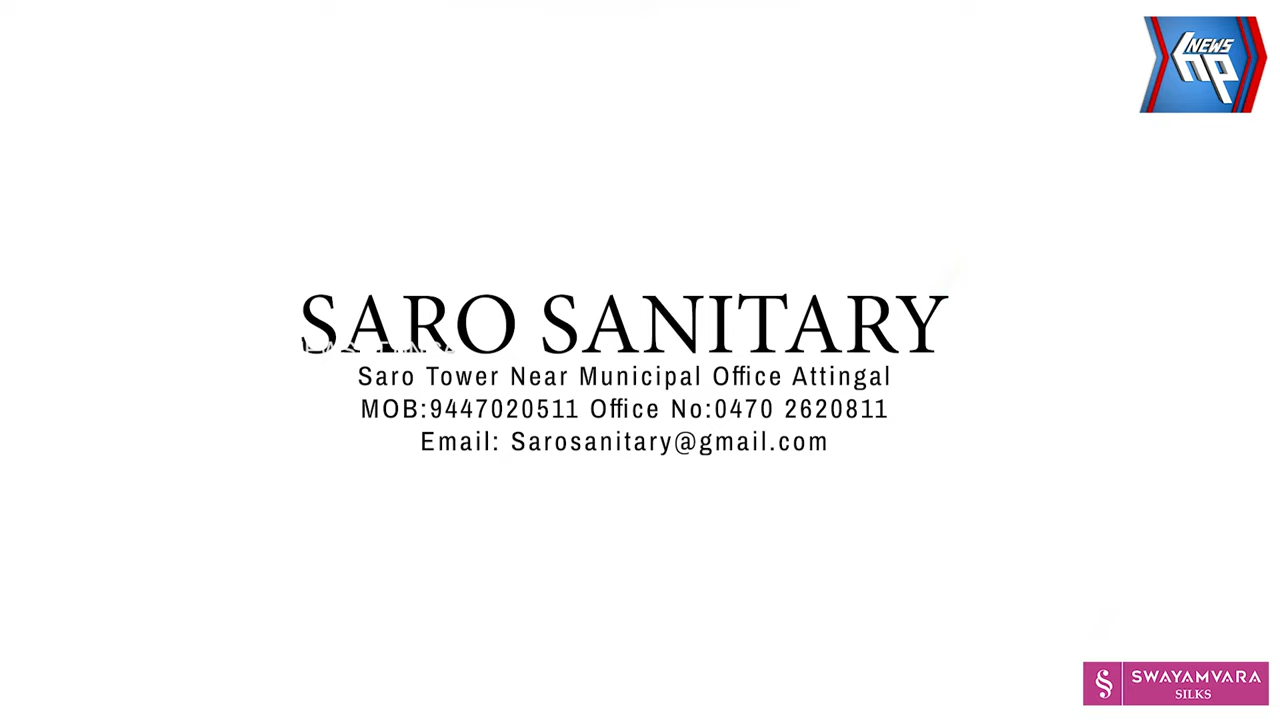 NEWS
hp
SARO SANITARY
Saro Tower Near Municipal Office Attingal
MOB:9447020511 Office No:0470 2620811
Email: Sarosanitary@gmail.com
SWAYAMVARA
SILKS